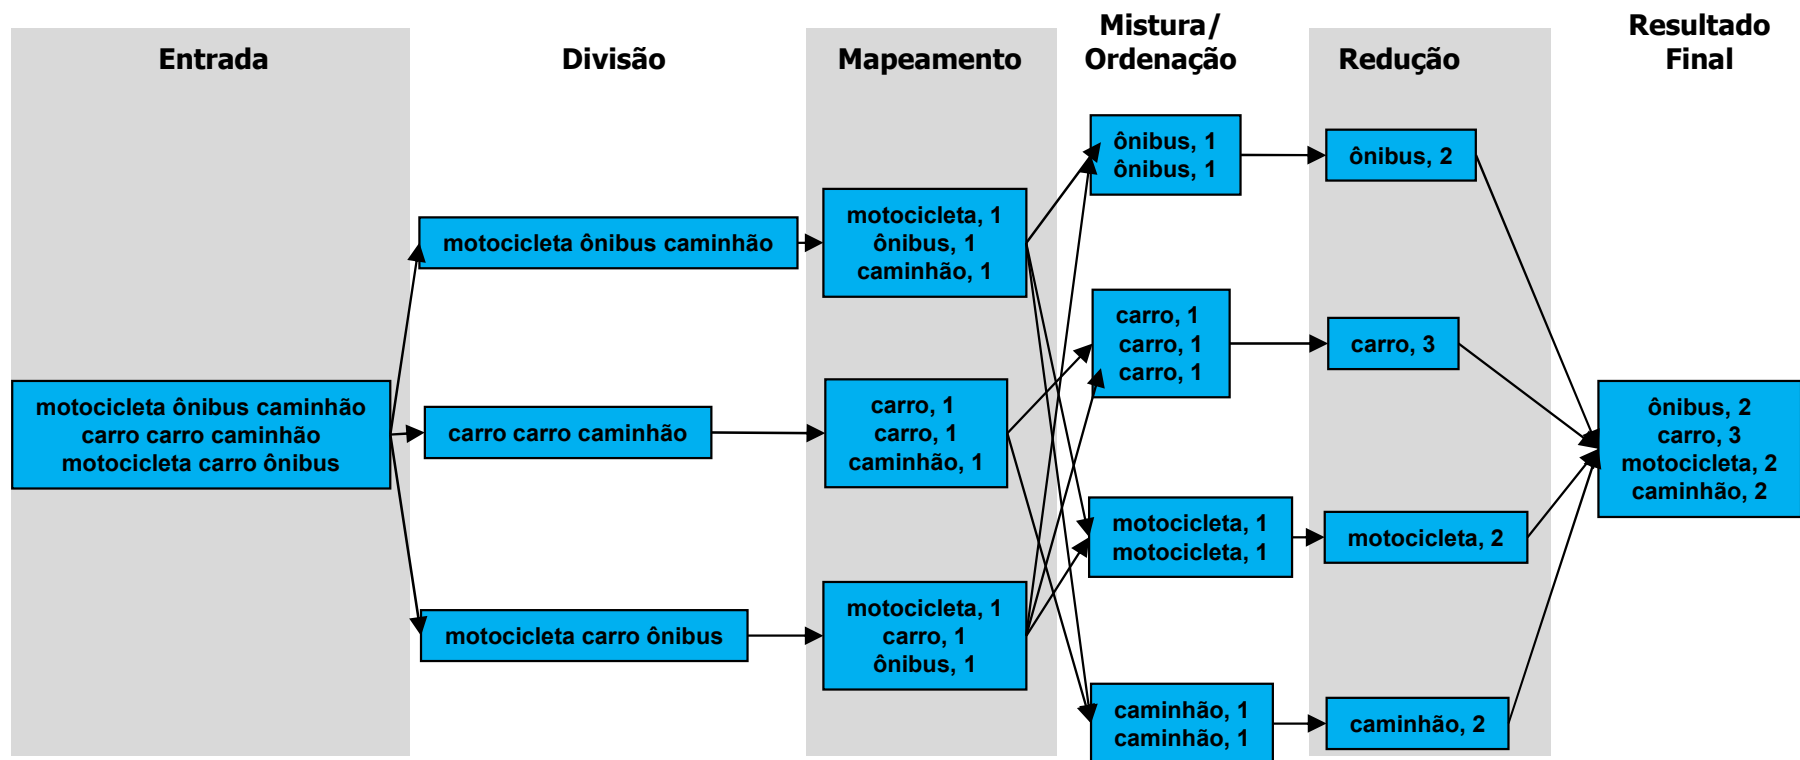 Entrada
Divisão
Mapeamento
Mistura/
Ordenação
Redução
Resultado
Final
motocicleta ônibus caminhão
carro carro caminhão
motocicleta carro ônibus
motocicleta ônibus caminhão
carro carro caminhão
motocicleta carro ônibus
motocicleta, 1
ônibus, 1
caminhão, 1
carro, 1
carro, 1
caminhão, 1
motocicleta, 1
carro, 1
ônibus, 1
ônibus, 1
ônibus, 1
carro, 1
carro, 1
carro, 1
motocicleta, 1
motocicleta, 1
caminhão, 1
caminhão, 1
ônibus, 2
carro, 3
motocicleta, 2
caminhão, 2
ônibus, 2
carro, 3
motocicleta, 2
caminhão, 2